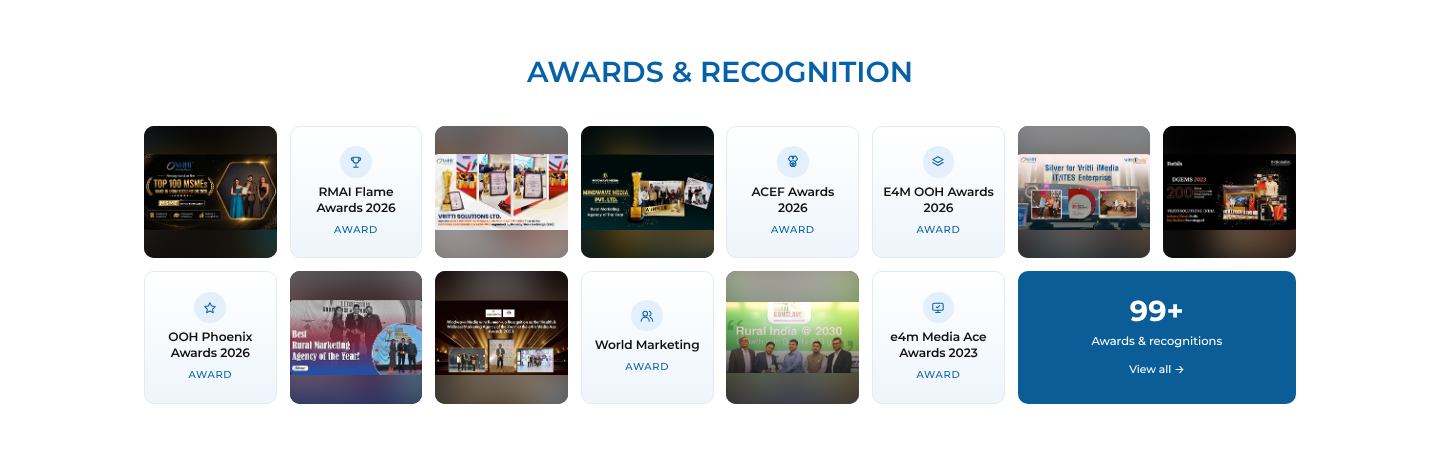 AWARDS & RECOGNITION
TOP 100 MSMEs
MSME
RMAI Flame
Awards 2026
AWARD
VRITTI SOLUTIONS LTD.
MINDWAVE MEDIA
PVT. LTD.
Rural Marketing
Agency of The Year
ACEF Awards
2026
AWARD
E4M OOH Awards
2026
AWARD
Silver for Vritti iMedia
IT/ITES Enterprise
DGEMS 2023
200
OOH Phoenix
Awards 2026
AWARD
Best
Rural Marketing
Agency of the Year!
World Marketing
AWARD
CONCLAVE
Rural India @ 2030
e4m Media Ace
Awards 2023
AWARD
99+
Awards & recognitions
View all →